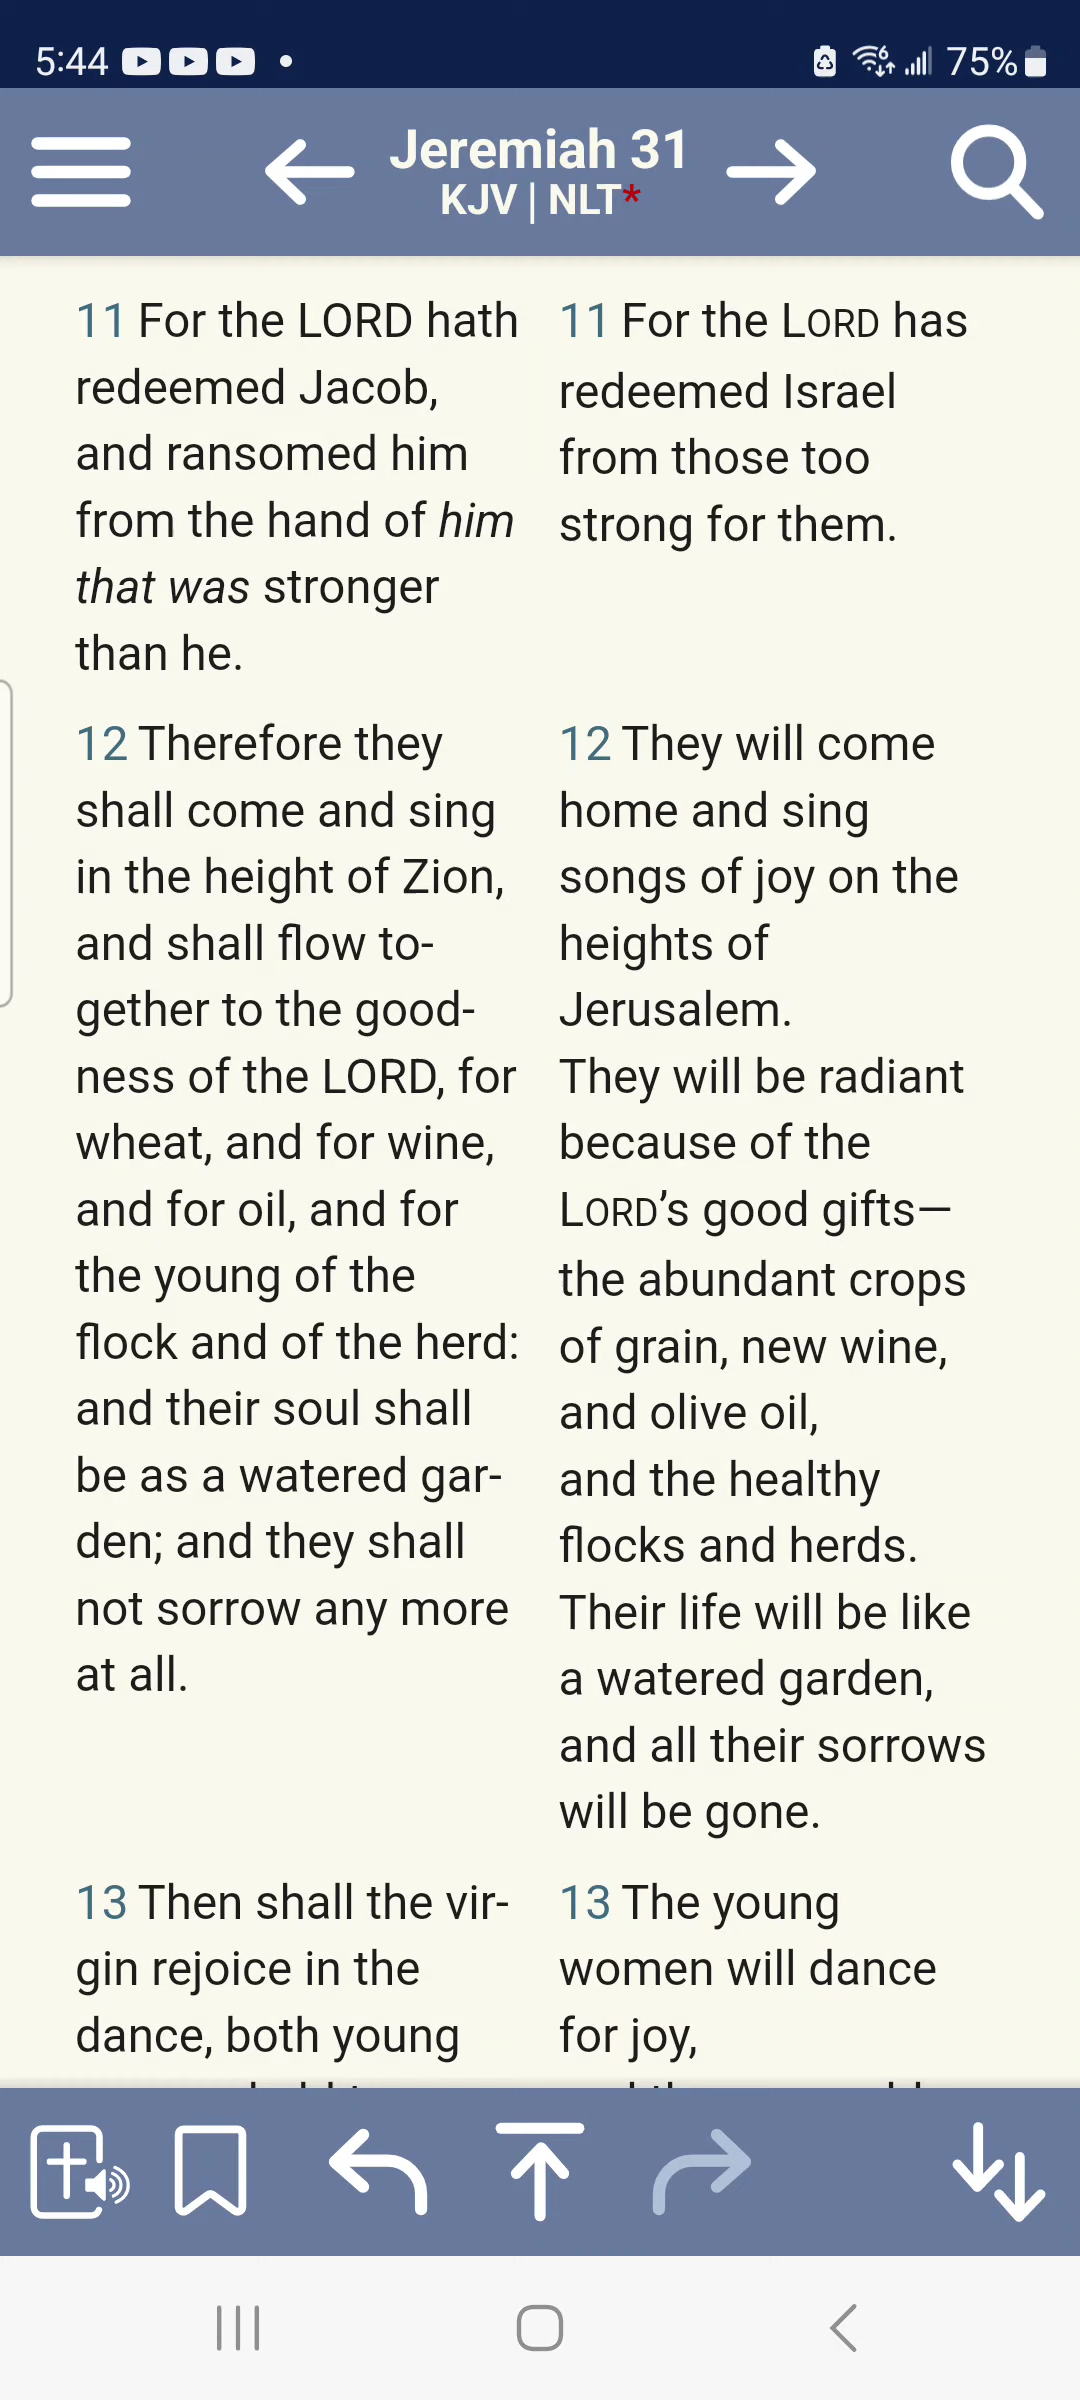 5:44
75%
Jeremiah 31
KJV | NLT*
11 For the LORD hath
redeemed Jacob,
and ransomed him
from the hand of him
that was stronger
than he.
11 For the LORD has
redeemed Israel
from those too
strong for them.
12 Therefore they
shall come and sing
in the height of Zion,
and shall flow to-
gether to the good-
ness of the LORD, for
wheat, and for wine,
and for oil, and for
the young of the
flock and of the herd:
and their soul shall
be as a watered gar-
den; and they shall
not sorrow any more
at all.
12 They will come
home and sing
songs of joy on the
heights of
Jerusalem.
They will be radiant
because of the
LORD’s good gifts—
the abundant crops
of grain, new wine,
and olive oil,
and the healthy
flocks and herds.
Their life will be like
a watered garden,
and all their sorrows
will be gone.
13 Then shall the vir-
gin rejoice in the
dance, both young
13 The young
women will dance
for joy,